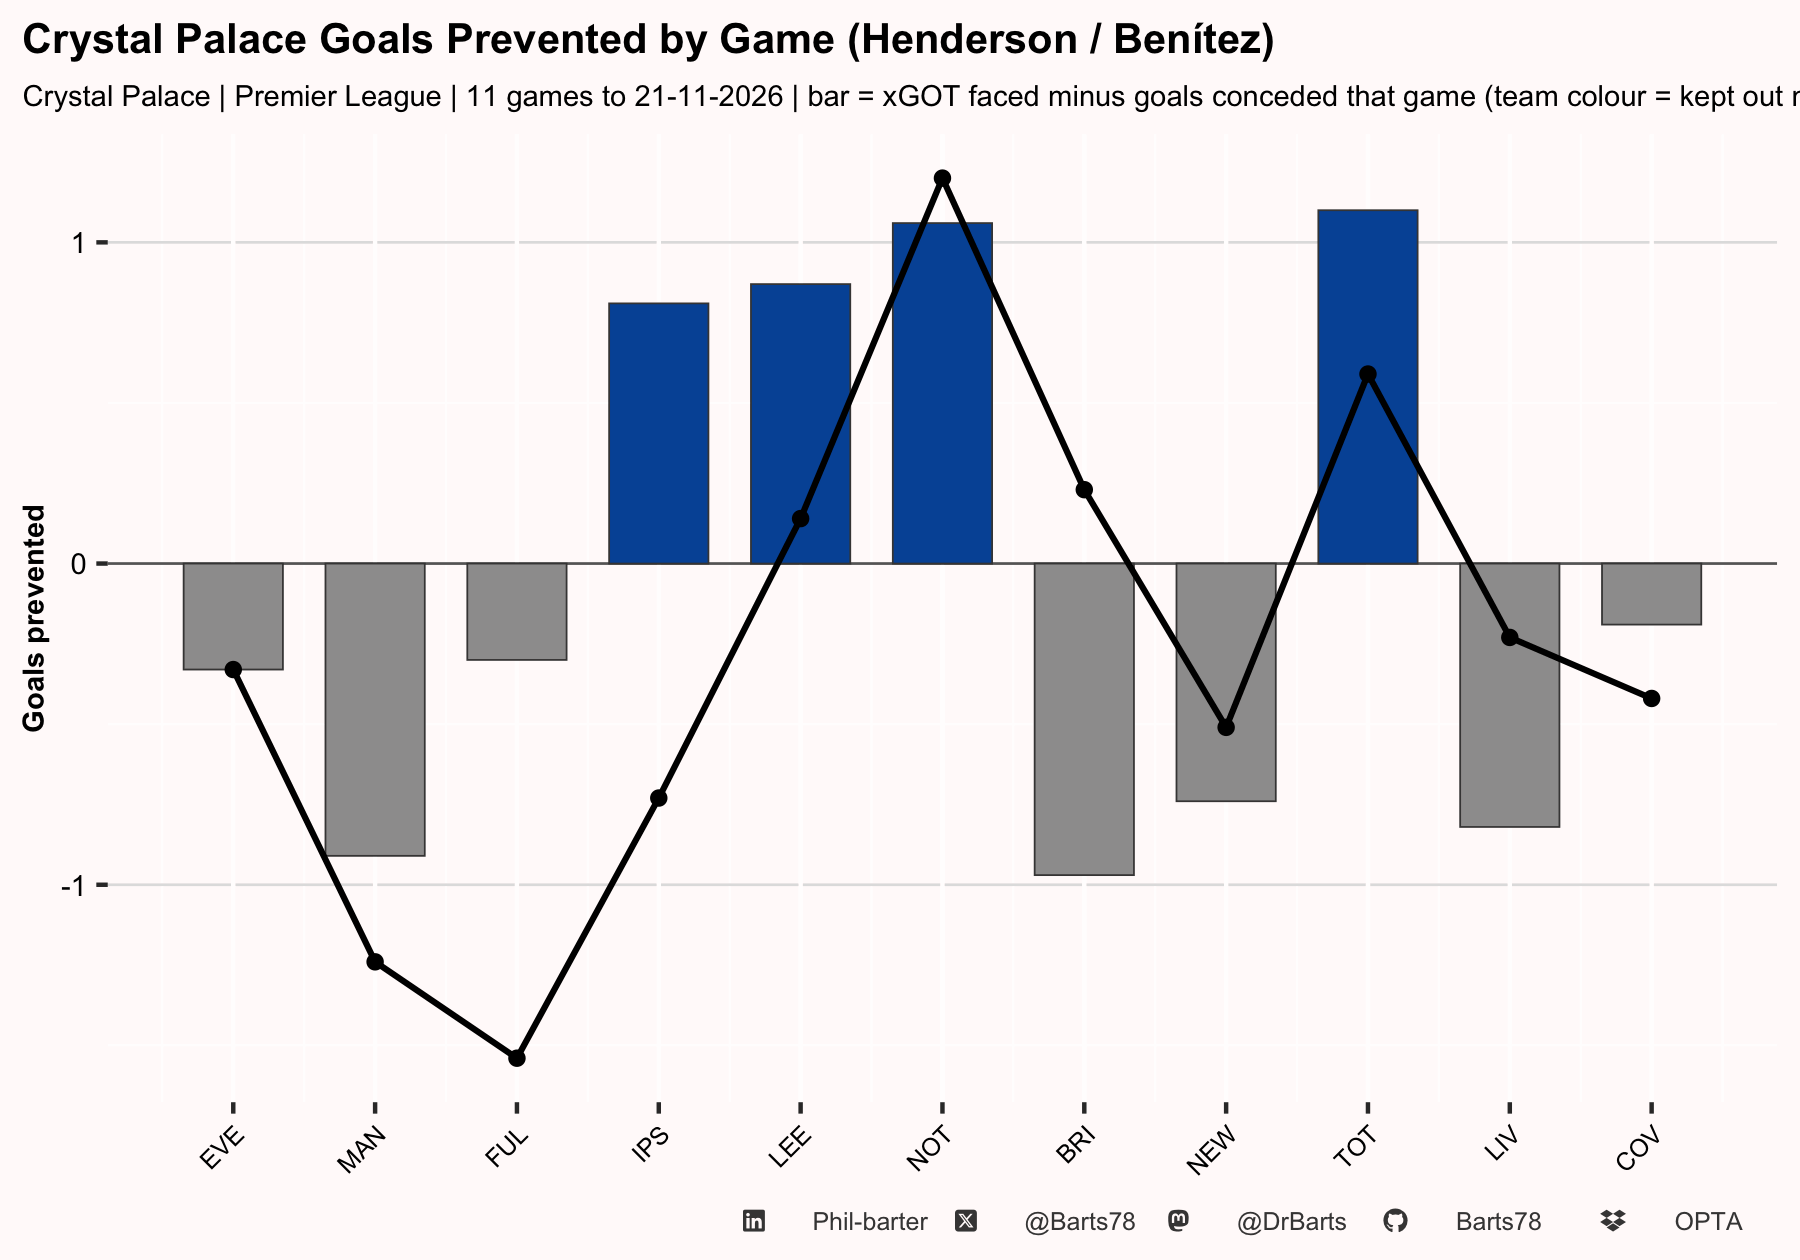 Crystal Palace Goals Prevented by Game (Henderson / Benítez)
Crystal Palace | Premier League | 11 games to 21-11-2026 | bar = xGOT faced minus goals conceded that game (team colour = kept out
Goals prevented
1
0
-1
EVE
MAN
FUL
IPS
LEE
NOT
BRI
NEW
TOT
LIV
COV
Phil-barter
@Barts78
@DrBarts
Barts78
OPTA